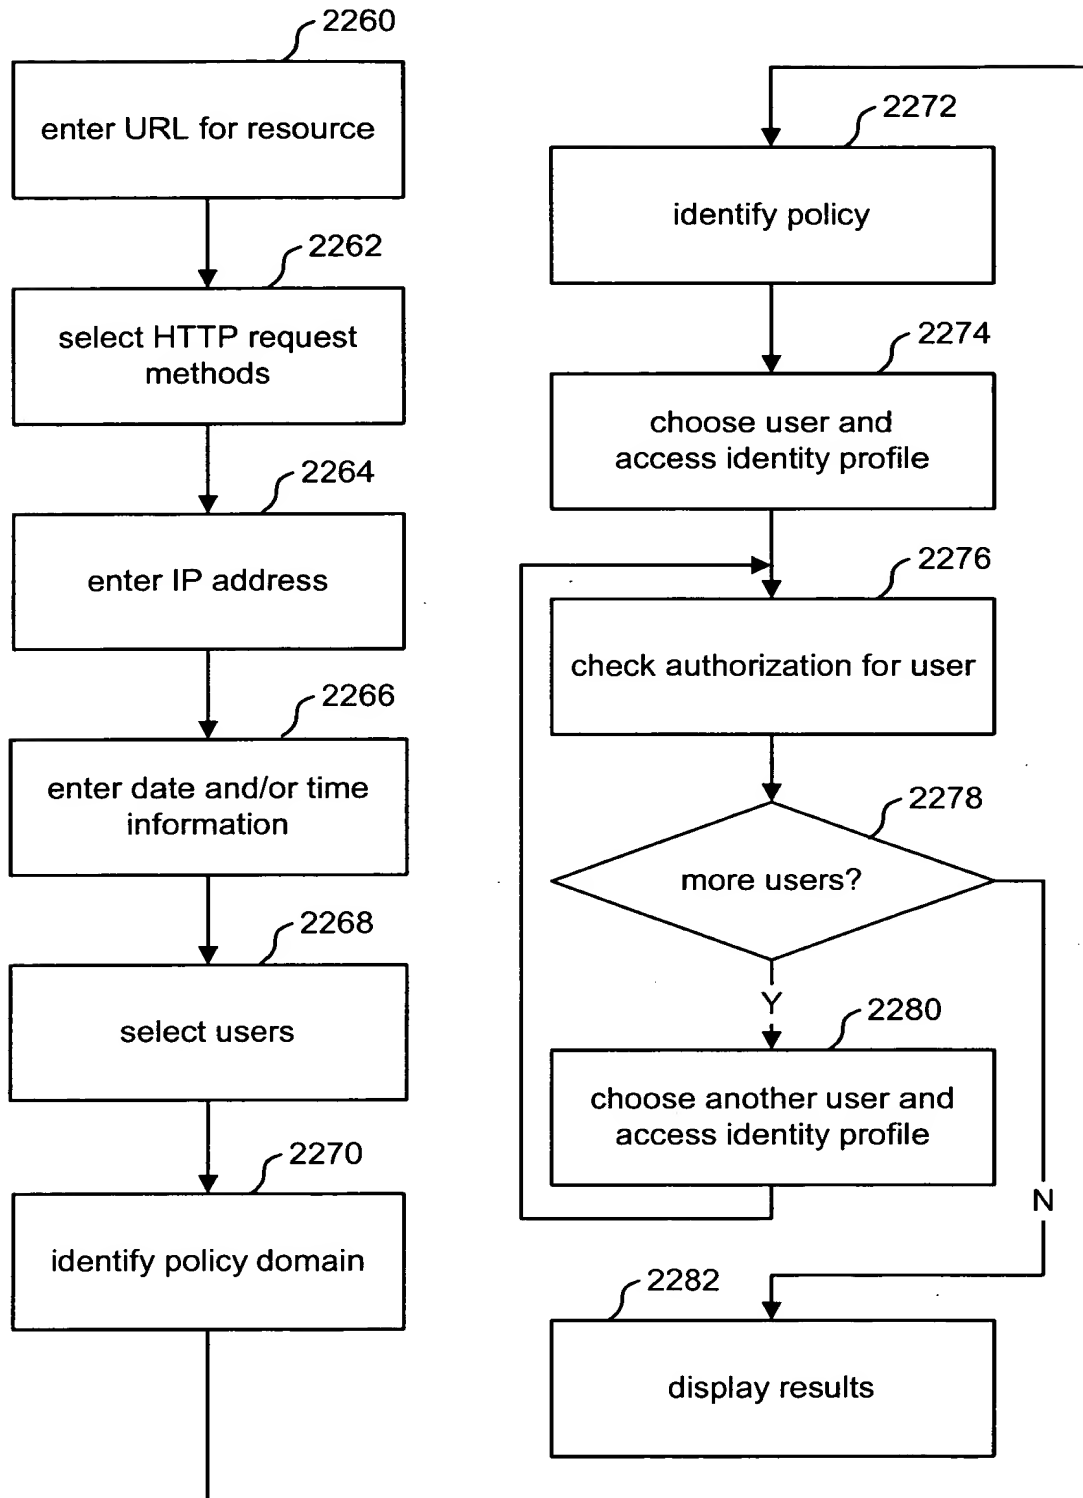 2260
enter URL for resource
2262
select HTTP request
methods
2264
enter IP address
2266
enter date and/or time
information
2268
select users
2270
identify policy domain
2272
identify policy
2274
choose user and
access identity profile
2276
check authorization for user
2278
more users?
Y
2280
choose another user and
access identity profile
N
2282
display results